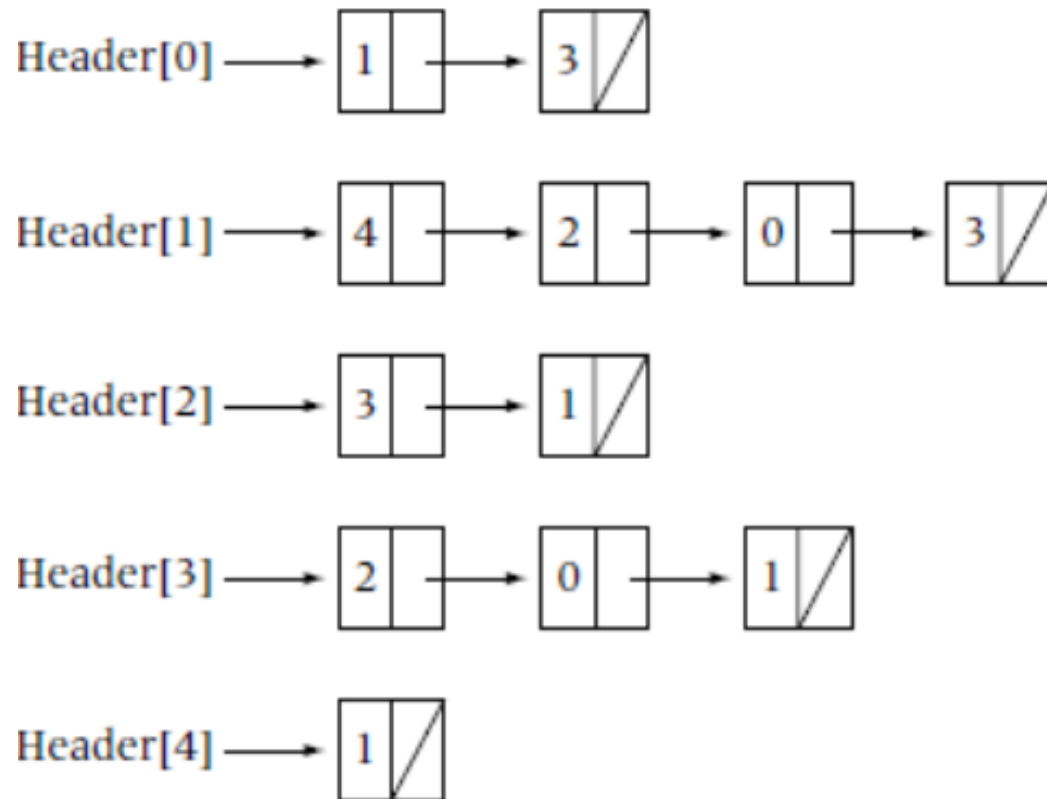 Header[0] 1 3
Header[1] 4 2 0 3
Header[2] 3 1
Header[3] 2 0 1
Header[4] 1